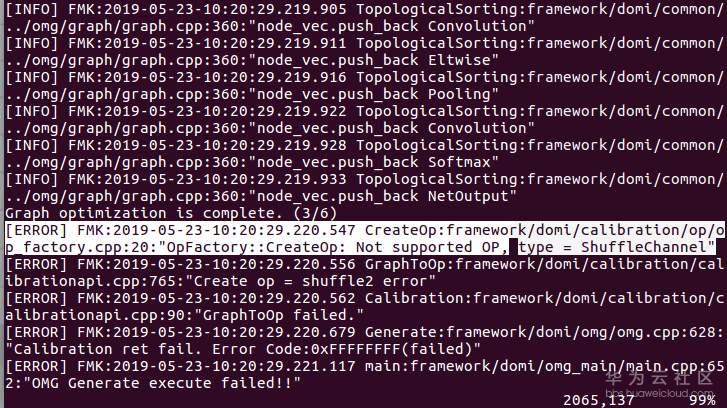 [INFO] FMK:2019-05-23-10:20:29.219.905 TopologicalSorting:framework/domi/common/
../omg/graph/graph.cpp:360:"node_vec.push_back Convolution"
[INFO] FMK:2019-05-23-10:20:29.219.911 TopologicalSorting:framework/domi/common/
../omg/graph/graph.cpp:360:"node_vec.push_back Eltwise"
[INFO] FMK:2019-05-23-10:20:29.219.916 TopologicalSorting:framework/domi/common/
../omg/graph/graph.cpp:360:"node_vec.push_back Pooling"
[INFO] FMK:2019-05-23-10:20:29.219.922 TopologicalSorting:framework/domi/common/
../omg/graph/graph.cpp:360:"node_vec.push_back Convolution"
[INFO] FMK:2019-05-23-10:20:29.219.928 TopologicalSorting:framework/domi/common/
../omg/graph/graph.cpp:360:"node_vec.push_back Softmax"
[INFO] FMK:2019-05-23-10:20:29.219.933 TopologicalSorting:framework/domi/common/
../omg/graph/graph.cpp:360:"node_vec.push_back NetOutput"
Graph optimization is complete. (3/6)
[ERROR] FMK:2019-05-23-10:20:29.220.547 CreateOp:framework/domi/calibration/op/o
p_factory.cpp:20:"OpFactory::CreateOp: Not supported OP, type = ShuffleChannel"
[ERROR] FMK:2019-05-23-10:20:29.220.556 GraphToOp:framework/domi/calibration/cal
ibrationapi.cpp:765:"Create op = shuffle2 error"
[ERROR] FMK:2019-05-23-10:20:29.220.562 Calibration:framework/domi/calibration/c
alibrationapi.cpp:90:"GraphToOp failed."
[ERROR] FMK:2019-05-23-10:20:29.220.679 Generate:framework/domi/omg/omg.cpp:628:
"Calibration ret fail. Error Code:0xFFFFFFFF(failed)"
[ERROR] FMK:2019-05-23-10:20:29.221.117 main:framework/domi/omg_main/main.cpp:65
2:"OMG Generate execute failed!!"
华为云社区
bbs.huaweicloud.com
2065,137 99%